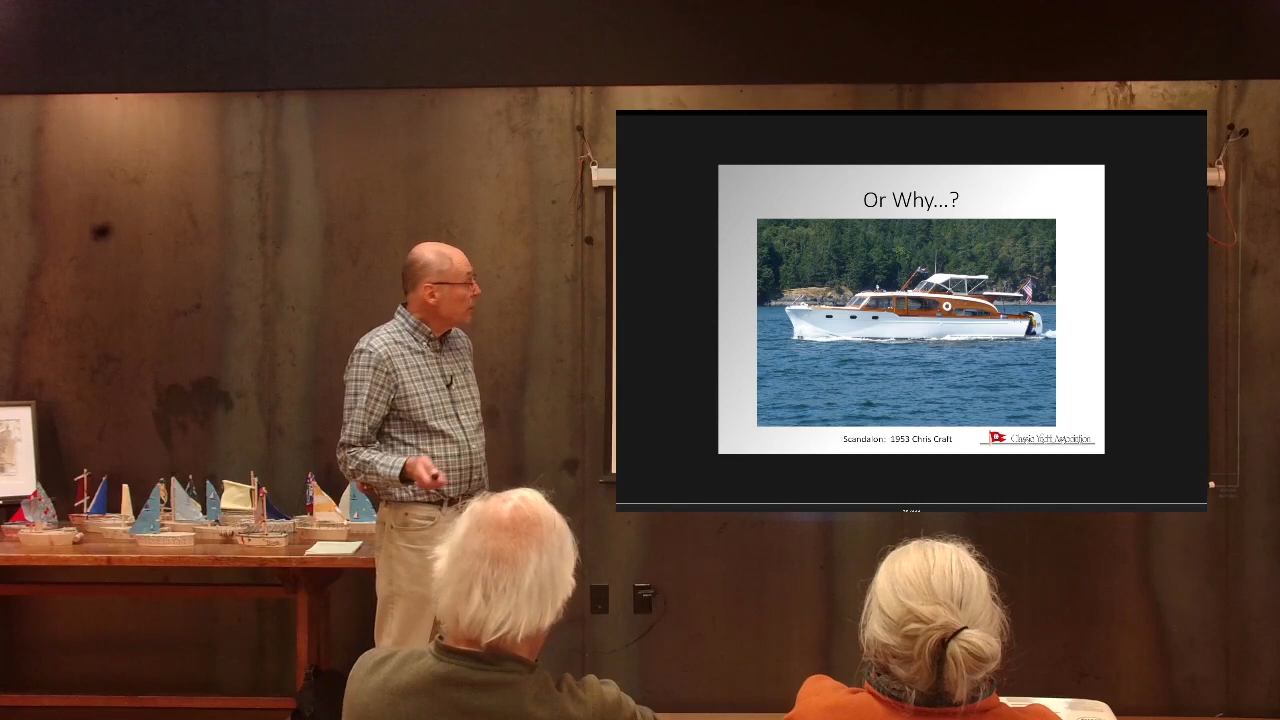 Or Why...?
Scandalon: 1953 Chris Craft
Classic Yacht Association